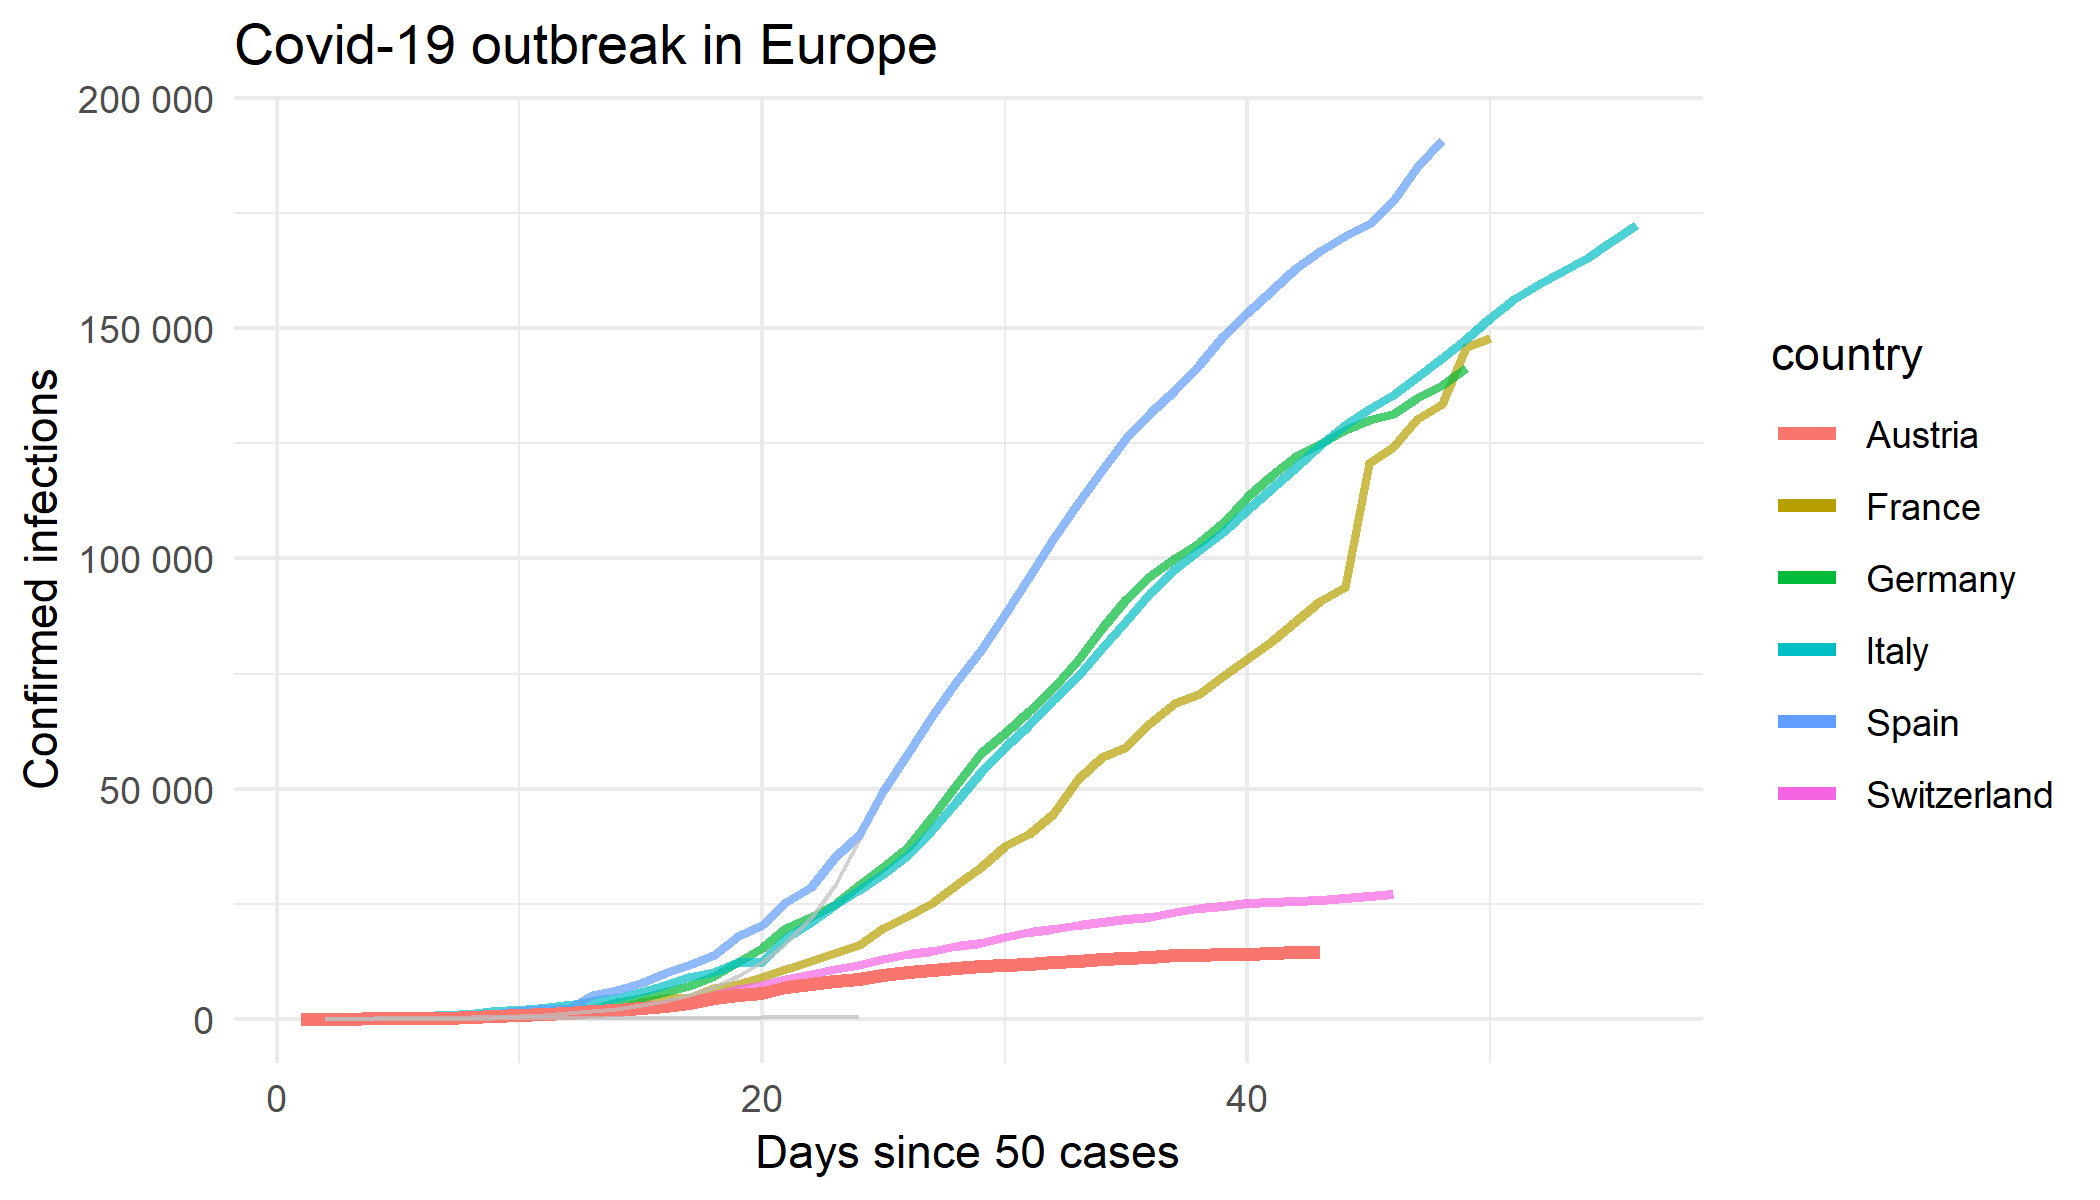 Covid-19 outbreak in Europe
200 000
150 000
100 000
50 000
0
Confirmed infections
0 20 40
Days since 50 cases
country
Austria
France
Germany
Italy
Spain
Switzerland